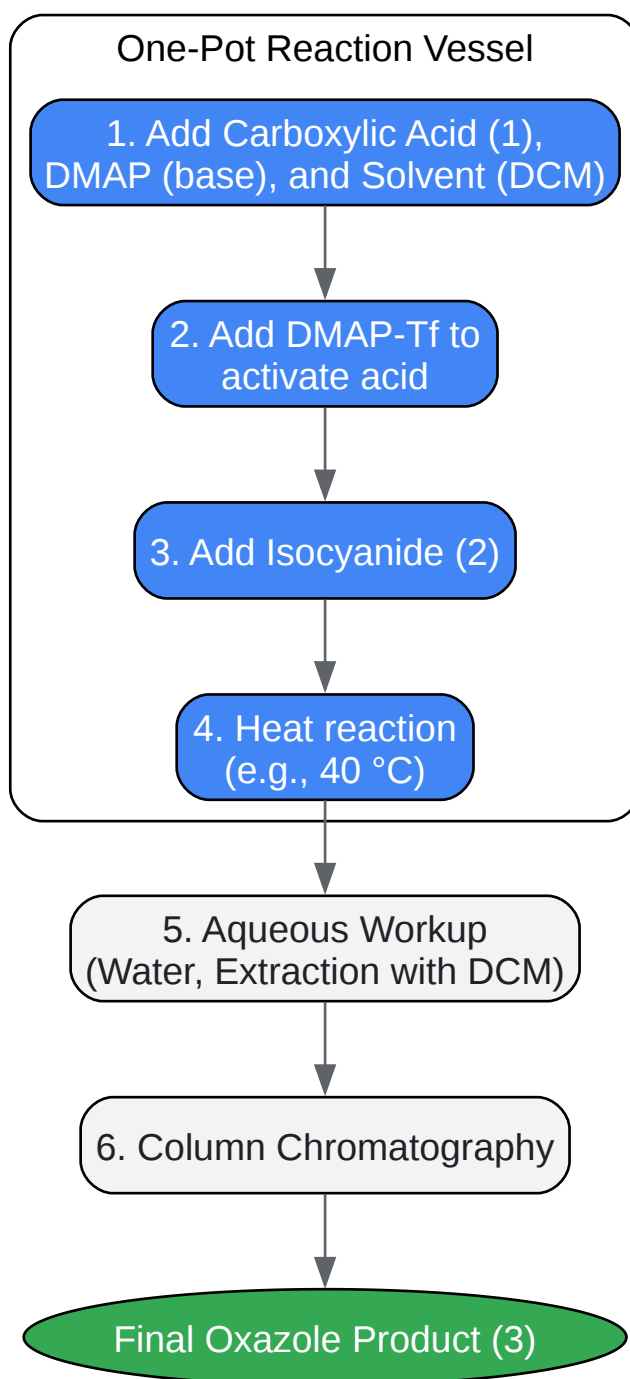 One-Pot Reaction Vessel
1. Add Carboxylic Acid (1),
DMAP (base), and Solvent (DCM)
2. Add DMAP-Tf to
activate acid
3. Add Isocyanide (2)
4. Heat reaction
(e.g., 40 °C)
5. Aqueous Workup
(Water, Extraction with DCM)
6. Column Chromatography
Final Oxazole Product (3)